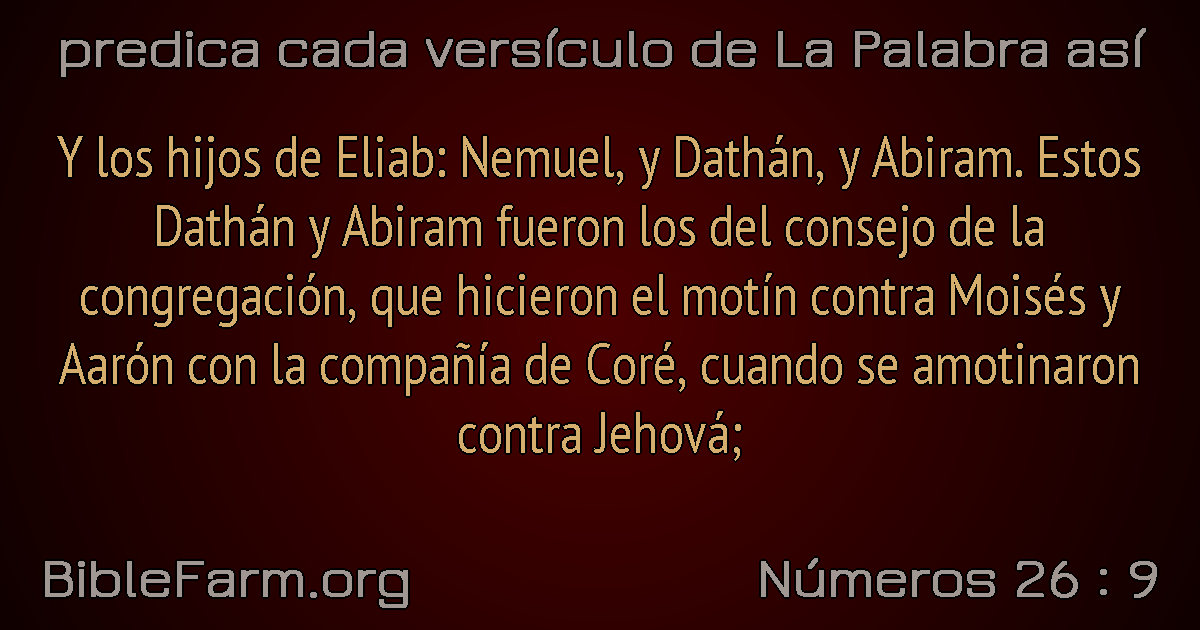 predica cada versículo de La Palabra así
Y los hijos de Eliab: Nemuel, y Dathán, y Abiram. Estos
Dathán y Abiram fueron los del consejo de la
congregación, que hicieron el motín contra Moisés y
Aarón con la compañía de Coré, cuando se amotinaron
contra Jehová;
BibleFarm.org
Números 26 : 9